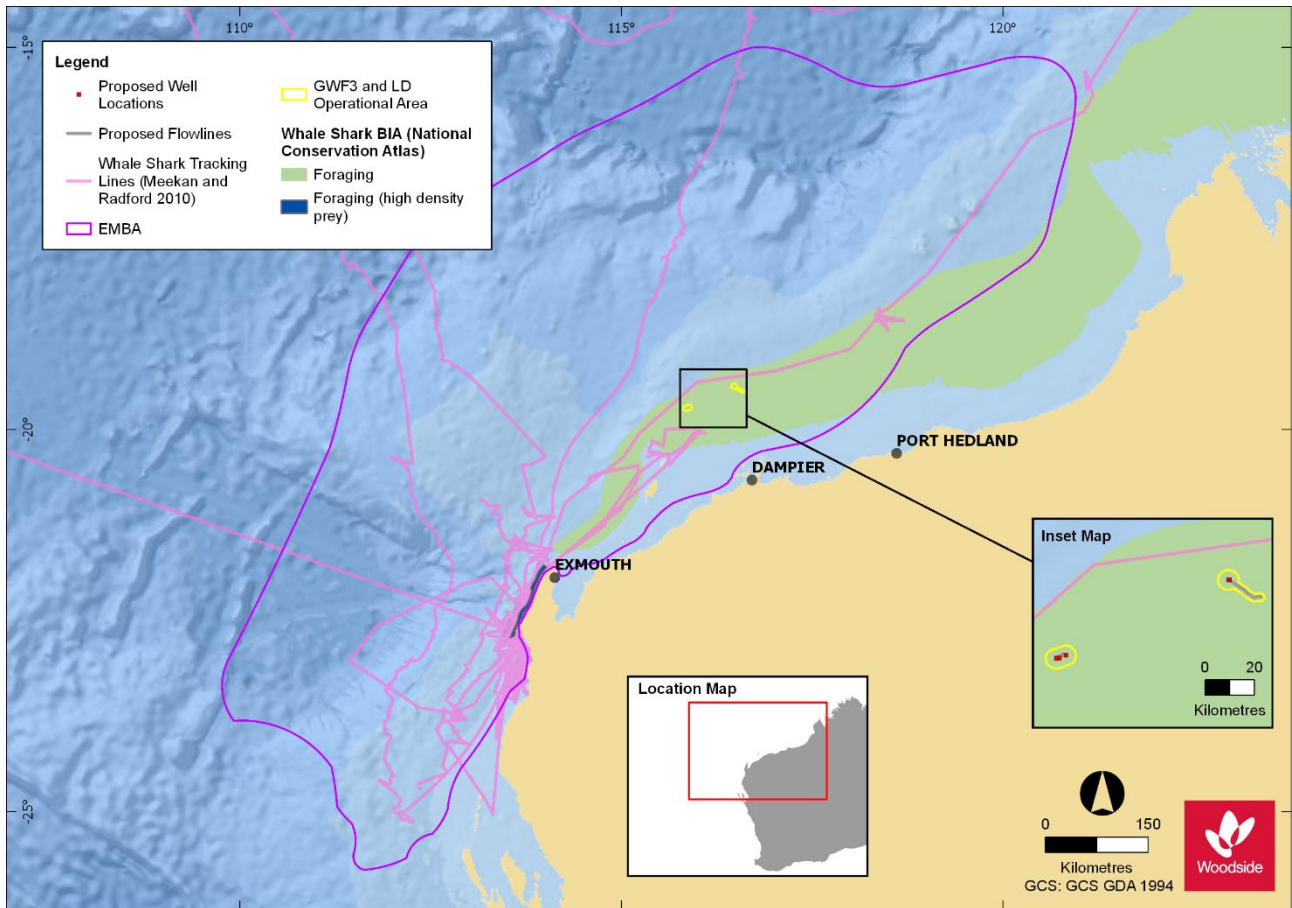 110°
115°
120°
-15°
-20°
-25°
Legend
Proposed Well
Locations
Proposed Flowlines
Whale Shark Tracking
Lines (Meekan and
Radford 2010)
EMBA
GWF3 and LD
Operational Area
Whale Shark BIA (National
Conservation Atlas)
Foraging
Foraging (high density
prey)
PORT HEDLAND
DAMPIER
EXMOUTH
Inset Map
0 20
Kilometres
Location Map
0 150
Kilometres
GCS: GCS GDA 1994
Woodside